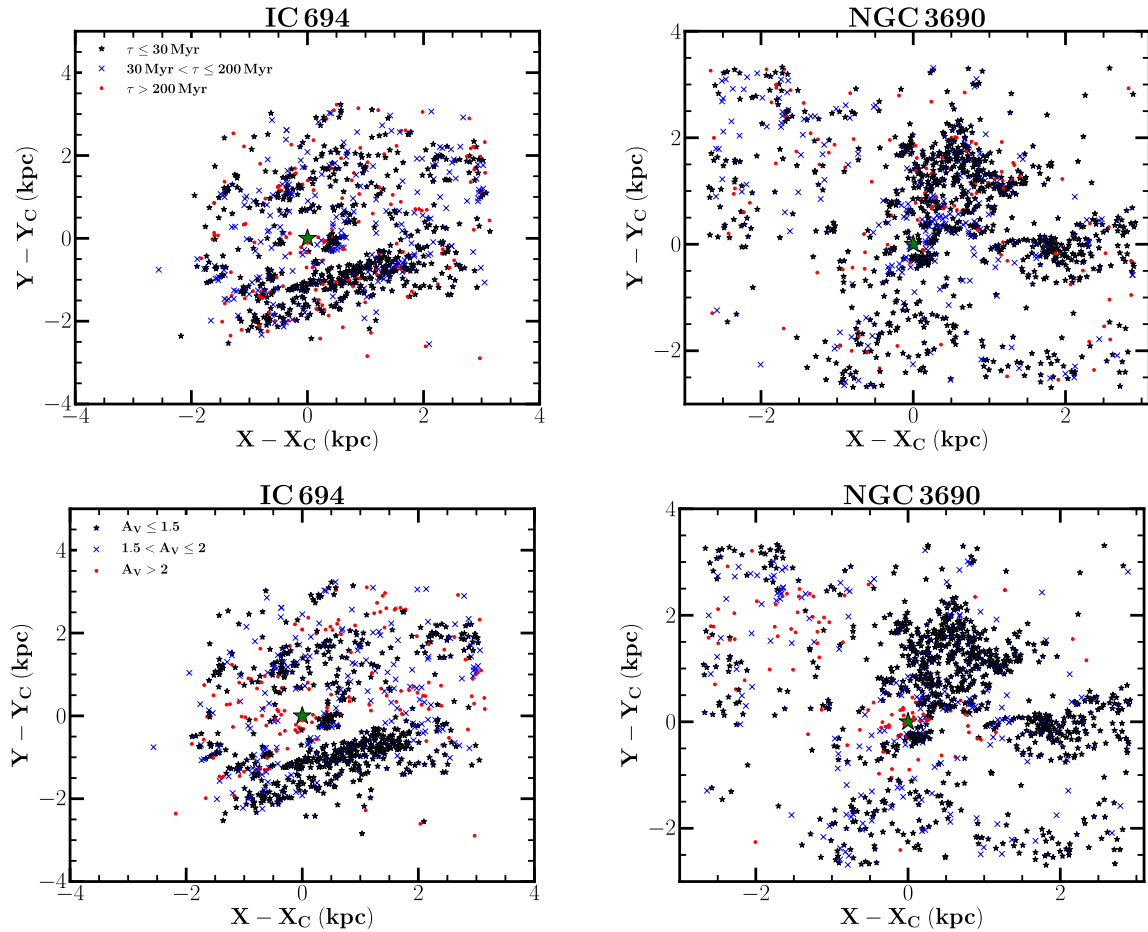 IC 694
NGC 3690
τ ≤ 30 Myr
30 Myr < τ ≤ 200 Myr
τ > 200 Myr
4
2
0
−2
−4
Y − Y_C (kpc)
−4
−2
0
2
4
X − X_C (kpc)
4
2
0
−2
Y − Y_C (kpc)
−2
0
2
X − X_C (kpc)
IC 694
NGC 3690
A_V ≤ 1.5
1.5 < A_V ≤ 2
A_V > 2
4
2
0
−2
−4
Y − Y_C (kpc)
−4
−2
0
2
4
X − X_C (kpc)
4
2
0
−2
Y − Y_C (kpc)
−2
0
2
X − X_C (kpc)